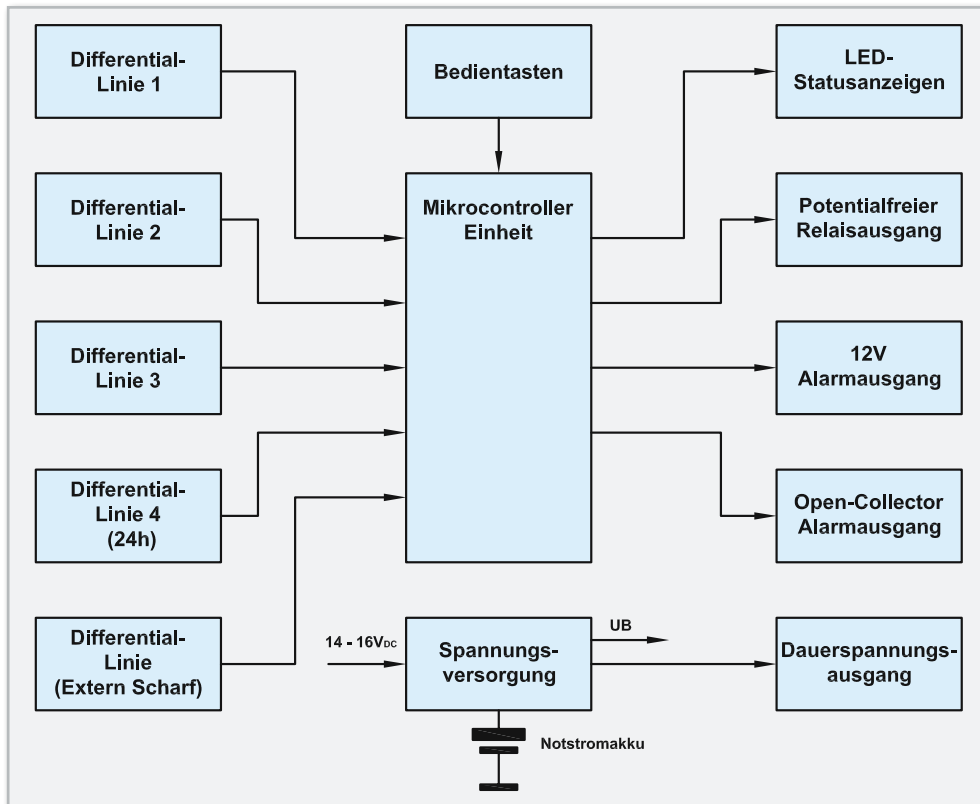 Differential-
Linie 1
Bedientasten
LED-
Statusanzeigen
Differential-
Linie 2
Mikrocontroller
Einheit
Potentialfreier
Relaisausgang
Differential-
Linie 3
12V
Alarmausgang
Differential-
Linie 4
(24h)
Open-Collector
Alarmausgang
Differential-
Linie
(Extern Scharf)
14 - 16VDC
Spannungs-
versorgung
UB
Dauerspannungs-
ausgang
Notstromakku